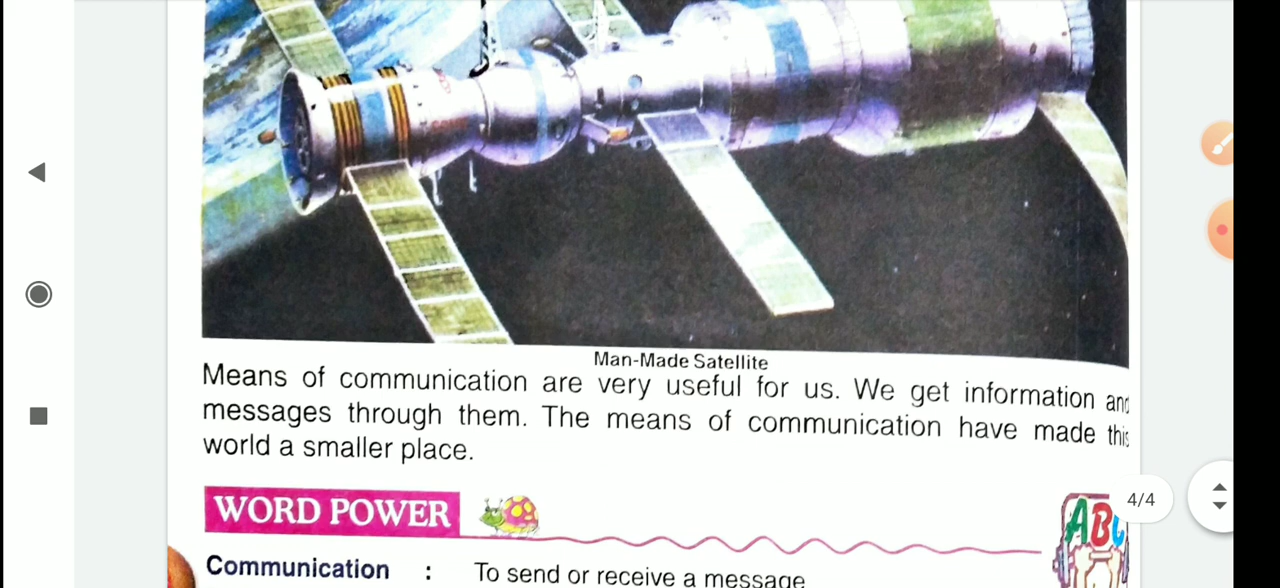 Man-Made Satellite
Means of communication are very useful for us. We get information and
messages through them. The means of communication have made this
world a smaller place.
WORD POWER
ABC
4/4
Communication : To send or receive a message